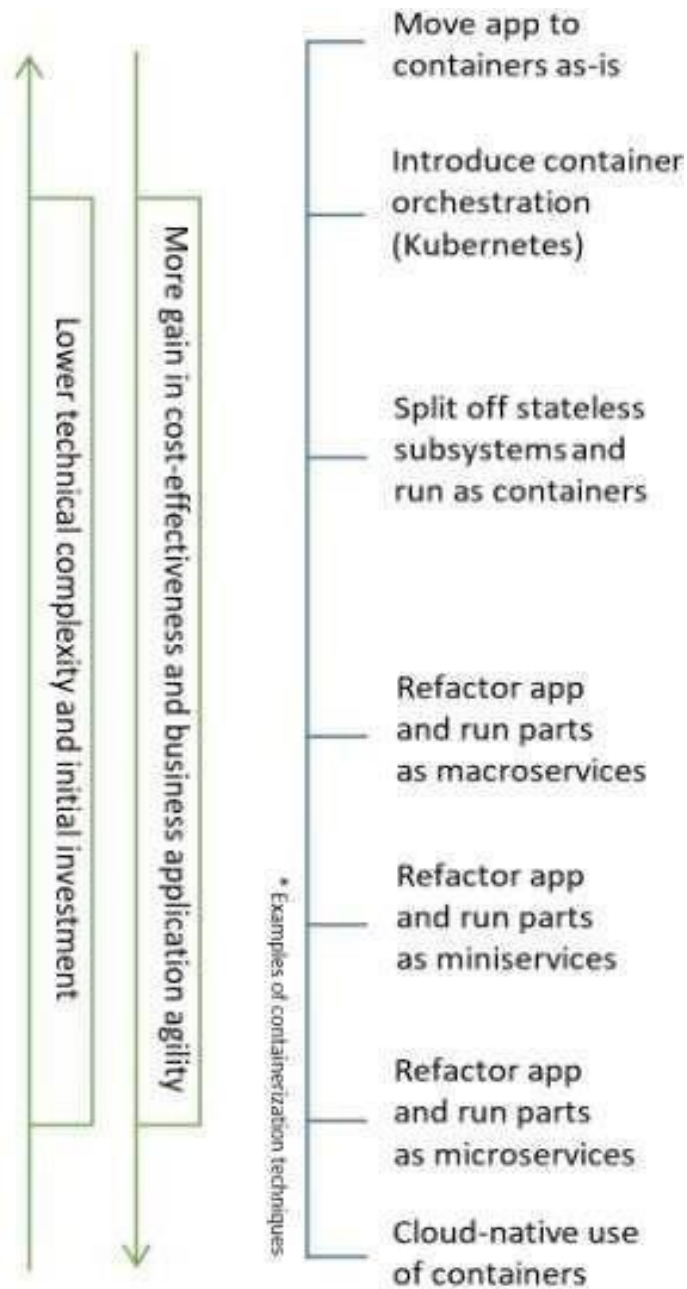 Move app to
containers as-is
Introduce container
orchestration
(Kubernetes)
Split off stateless
subsystems and
run as containers
Refactor app
and run parts
as macroservices
Refactor app
and run parts
as miniservices
Refactor app
and run parts
as microservices
Cloud-native use
of containers
* Examples of containerization techniques
More gain in cost-effectiveness and business application agility
Lower technical complexity and initial investment